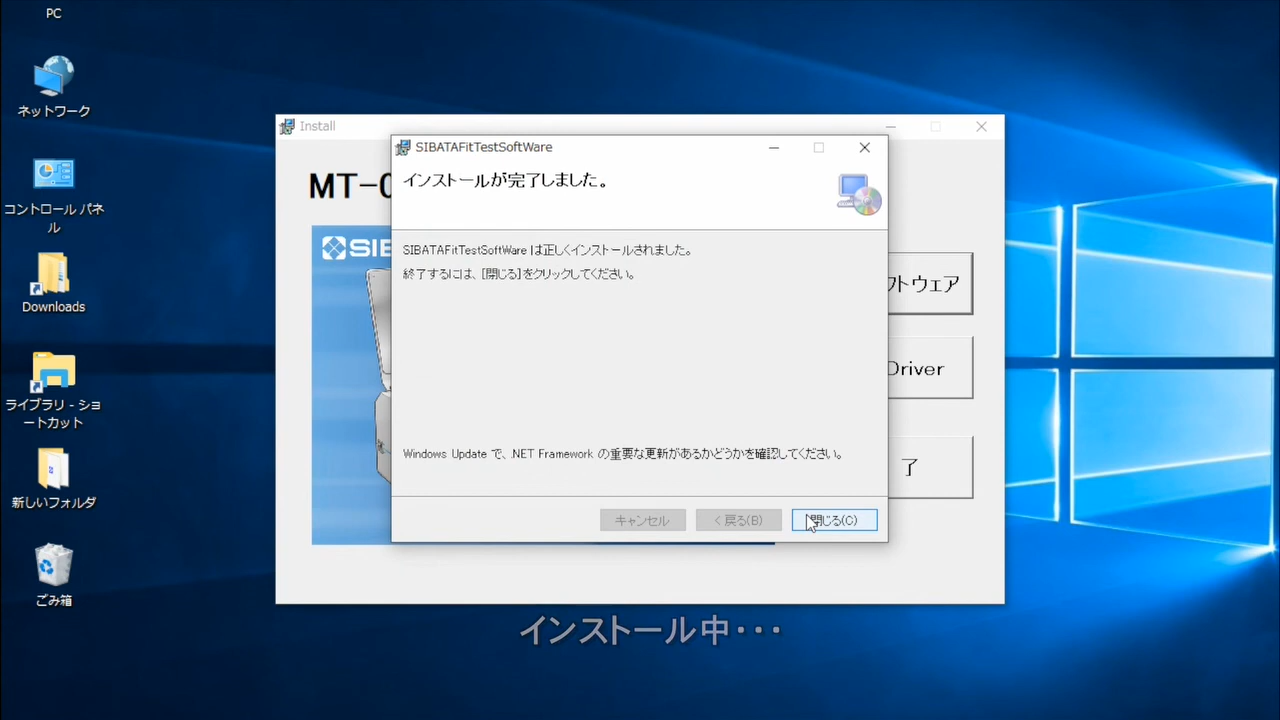 PC
ネットワーク
コントロール パネ
ル
Downloads
ライブラリ - ショ
ートカット
新しいフォルダ
ごみ箱
Install
MT-0
SIB
SIBATAFitTestSoftWare
インストールが完了しました。
SIBATAFitTestSoftWare は正しくインストールされました。
終了するには、[閉じる]をクリックしてください。
Windows Update で、.NET Framework の重要な更新があるかどうかを確認してください。
キャンセル
< 戻る(B)
閉じる(C)
フトウェア
Driver
了
インストール中･･･